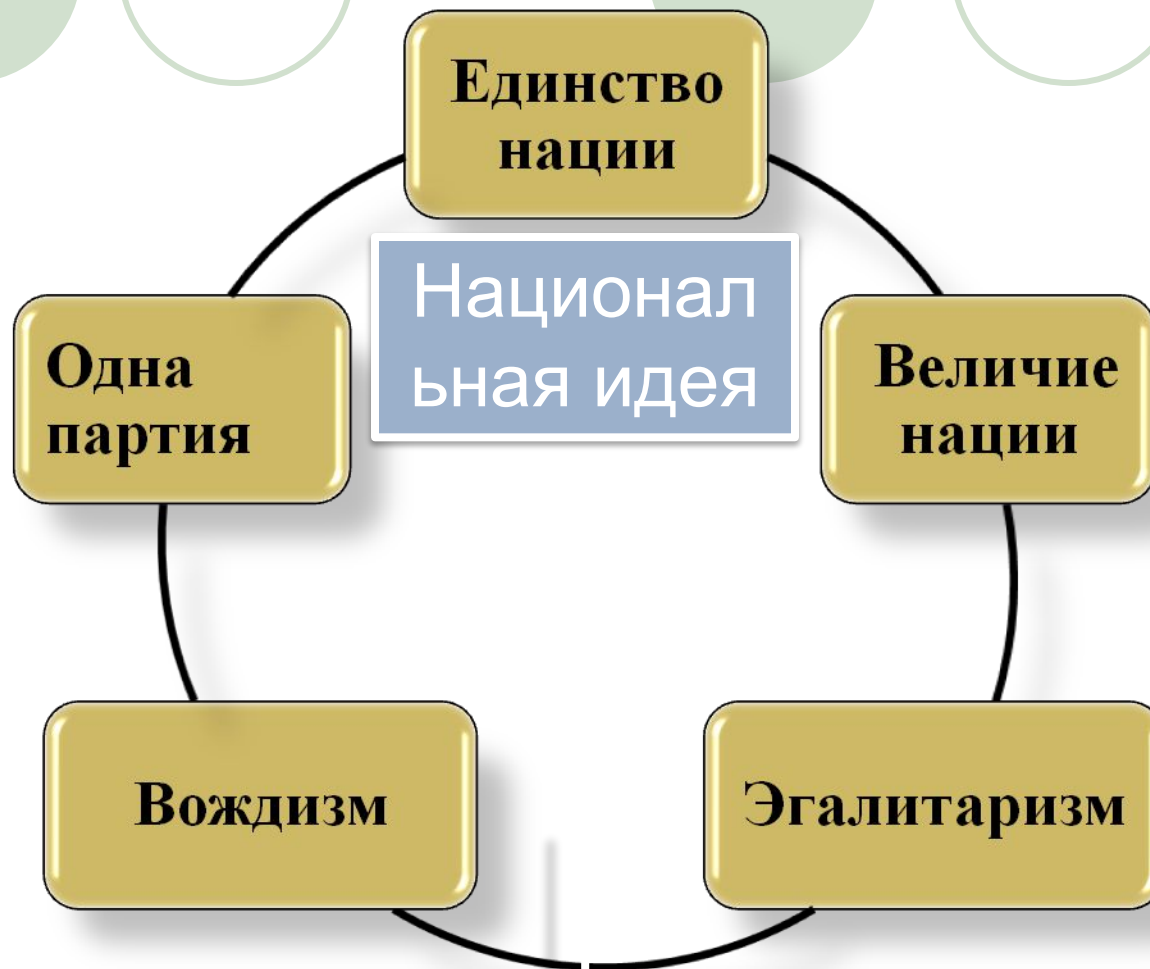 Единство
нации
Национал
ьная идея
Одна
партия
Величие
нации
Вождизм
Эгалитаризм